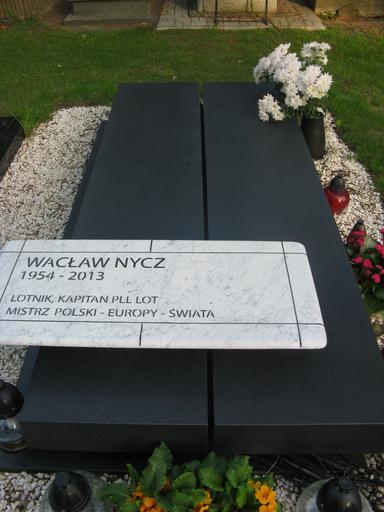 WACŁAW NYCZ
1954 - 2013
LOTNIK, KAPITAN PLL LOT
MISTRZ POLSKI - EUROPY - ŚWIATA